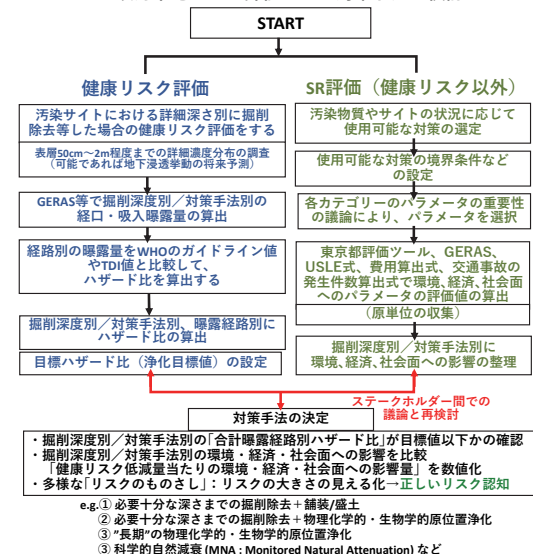 START
健康リスク評価
汚染サイトにおける詳細深さ別に掘削
除去等した場合の健康リスク評価をする
表層50cm～2m程度までの詳細濃度分布の調査
（可能であれば地下浸透挙動の将来予測）
GERAS等で掘削深度別／対策手法別の
経口・吸入曝露量の算出
経路別の曝露量をWHOのガイドライン値
やTDI値と比較して、
ハザード比を算出する
掘削深度別／対策手法別、曝露経路別に
ハザード比の算出
目標ハザード比（浄化目標値）の設定
SR評価（健康リスク以外）
汚染物質やサイトの状況に応じて
使用可能な対策の選定
使用可能な対策の境界条件など
の設定
各カテゴリーのパラメータの重要性
の議論により、パラメータを選択
東京都評価ツール、GERAS、
USLE式、費用算出式、交通事故の
発生件数算出式で環境、経済、社会面
へのパラメータの評価値の算出
（原単位の収集）
掘削深度別／対策手法別に
環境、経済、社会面への影響の整理
ステークホルダー間での
議論と再検討
対策手法の決定
・掘削深度別／対策手法別の「合計曝露経路別ハザード比」が目標値以下かの確認
・掘削深度別／対策手法別の環境・経済・社会面への影響を比較
「健康リスク低減量当たりの環境・経済・社会面への影響量」を数値化
・多様な「リスクのものさし」：リスクの大きさの見える化→正しいリスク認知
e.g.① 必要十分な深さまでの掘削除去＋舗装/盛土
② 必要十分な深さまでの掘削除去＋物理化学的・生物学的原位置浄化
③ ”長期”の物理化学的・生物学的原位置浄化
③ 科学的自然減衰 (MNA : Monitored Natural Attenuation) など